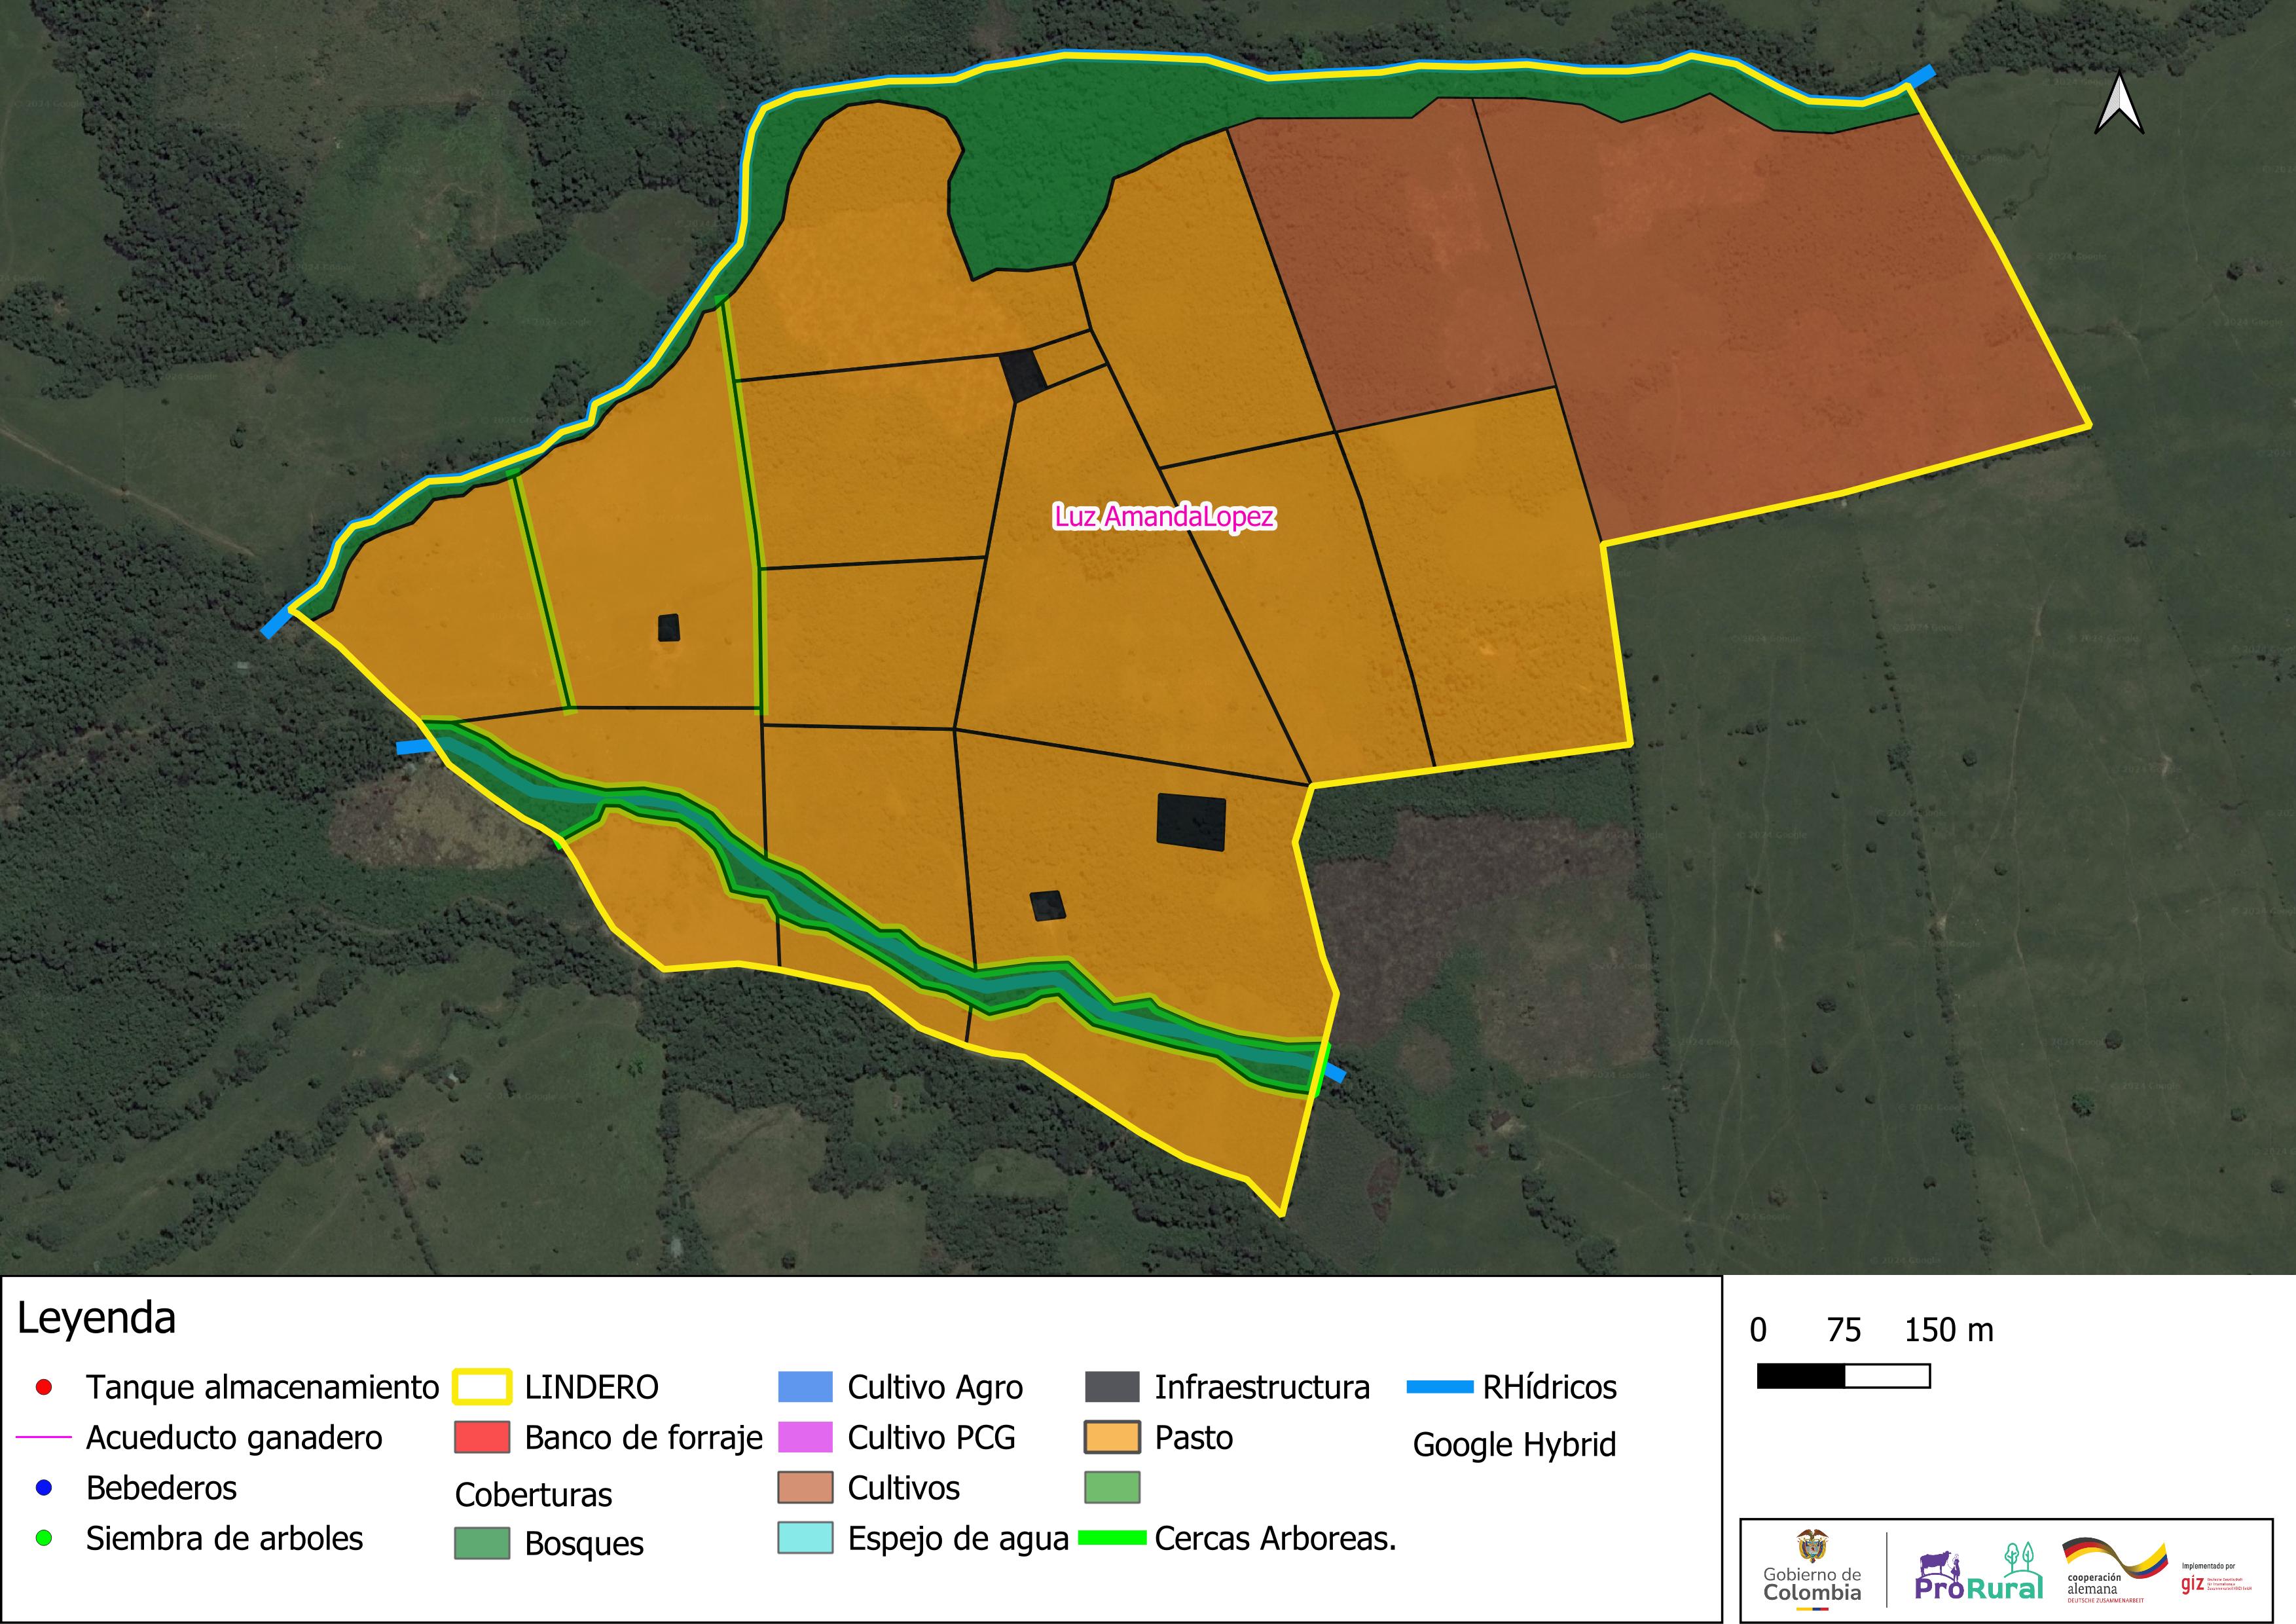 Luz AmandaLopez
Leyenda
Tanque almacenamiento
Acueducto ganadero
Bebederos
Siembra de arboles
LINDERO
Banco de forraje
Coberturas
Bosques
Cultivo Agro
Cultivo PCG
Cultivos
Espejo de agua
Infraestructura
Pasto
Cercas Arboreas.
RHídricos
Google Hybrid
0 75 150 m
Gobierno de
Colombia
ProRural
cooperación
alemana
DEUTSCHE ZUSAMMENARBEIT
Implementado por
giz